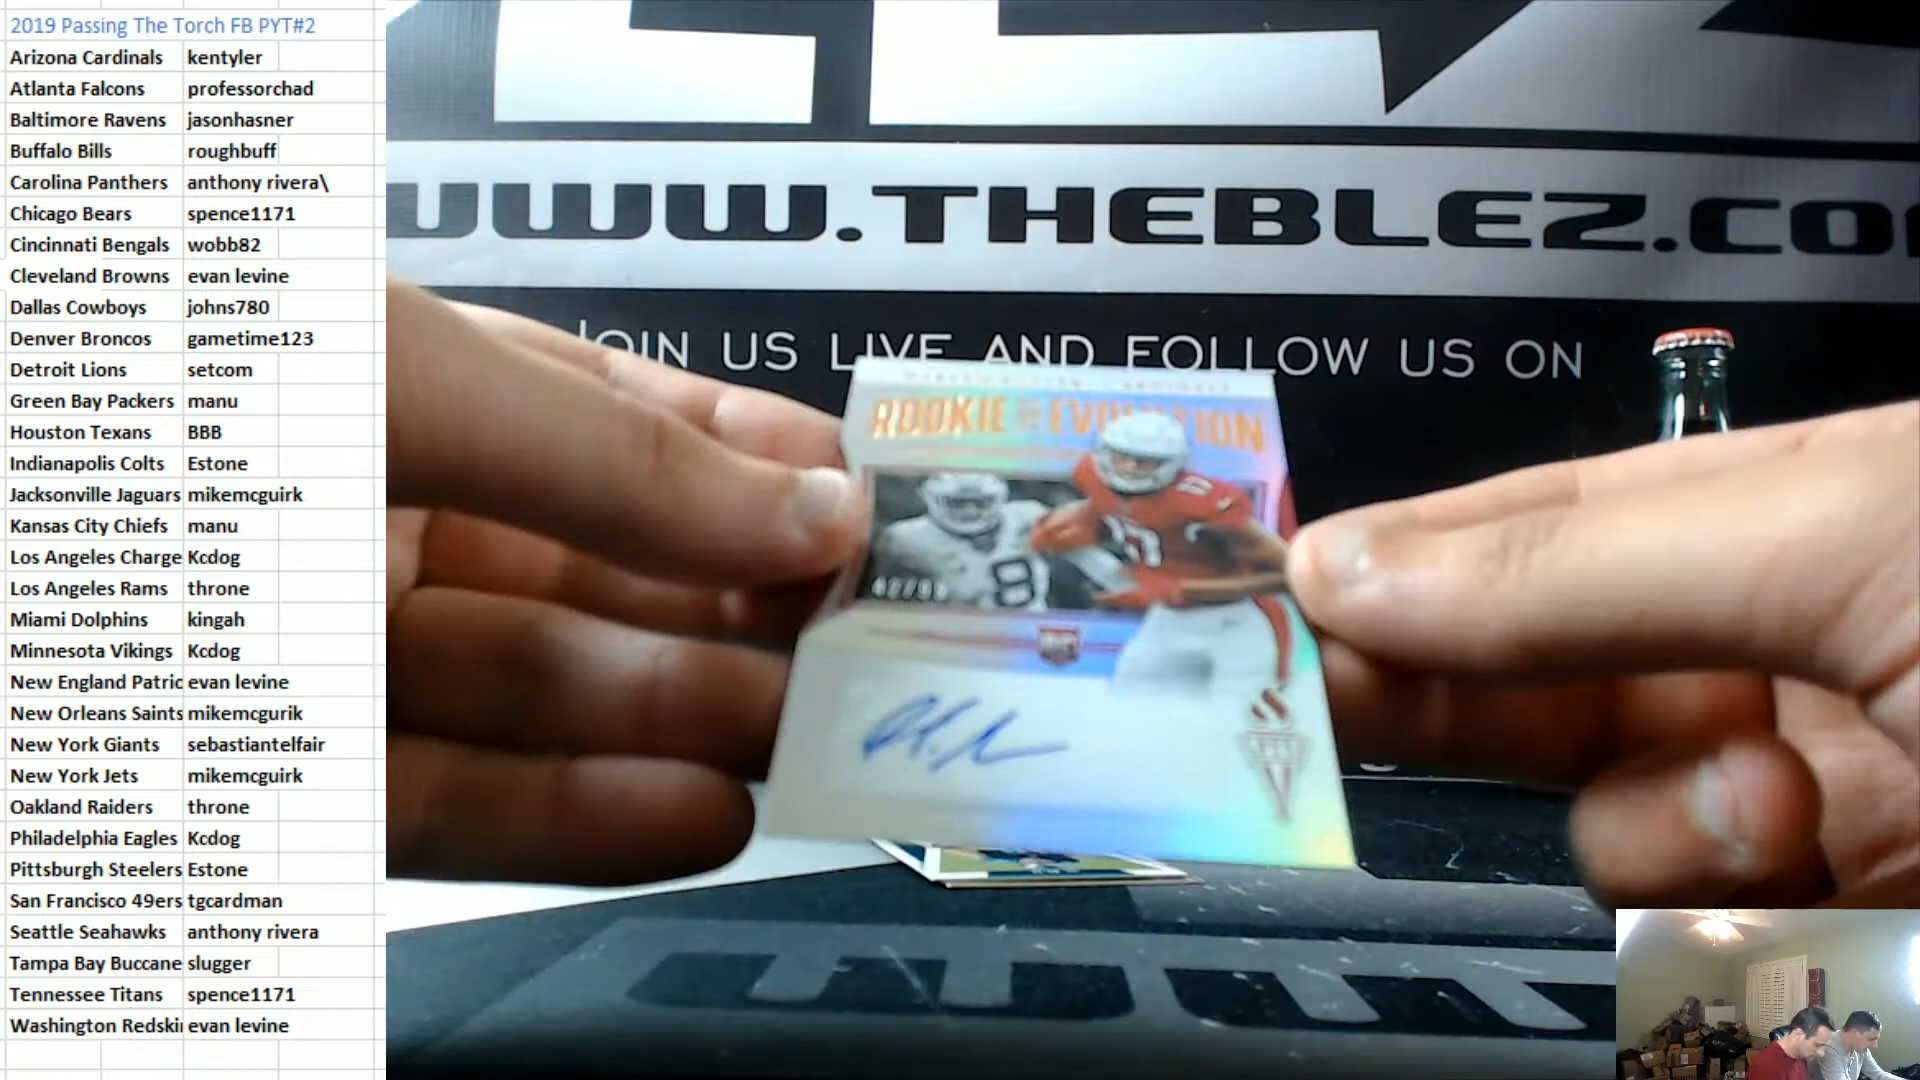 2019 Passing The Torch FB PYT#2
Arizona Cardinals kentyler
Atlanta Falcons professorchad
Baltimore Ravens jasonhasner
Buffalo Bills roughbuff
Carolina Panthers anthony rivera\
Chicago Bears spence1171
Cincinnati Bengals wobb82
Cleveland Browns evan levine
Dallas Cowboys johns780
Denver Broncos gametime123
Detroit Lions setcom
Green Bay Packers manu
Houston Texans BBB
Indianapolis Colts Estone
Jacksonville Jaguars mikemcguirk
Kansas City Chiefs manu
Los Angeles Charge Kcdog
Los Angeles Rams throne
Miami Dolphins kingah
Minnesota Vikings Kcdog
New England Patric evan levine
New Orleans Saints mikemcgurik
New York Giants sebastiantelfair
New York Jets mikemcguirk
Oakland Raiders throne
Philadelphia Eagles Kcdog
Pittsburgh Steelers Estone
San Francisco 49ers tgcardman
Seattle Seahawks anthony rivera
Tampa Bay Buccane slugger
Tennessee Titans spence1171
Washington Redski evan levine
WWW.THEBLEZ.CO
JOIN US LIVE AND FOLLOW US ON
ROOKIE EVOLUTION
8